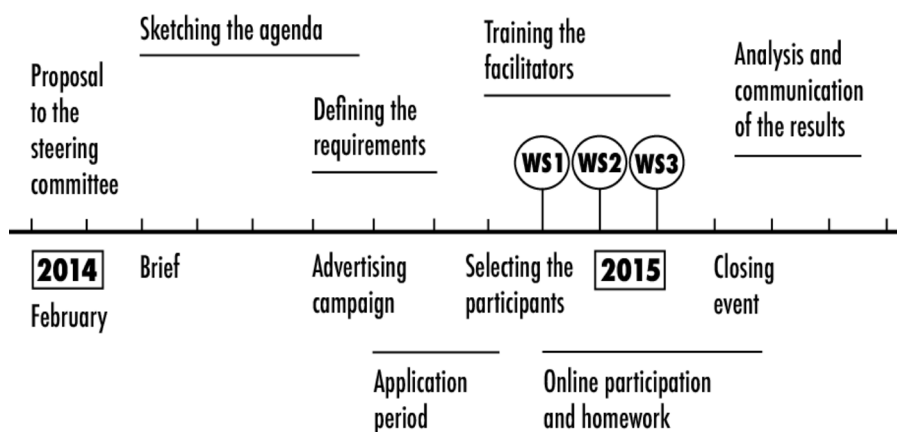 Sketching the agenda
Training the
facilitators
Analysis and
communication
of the results
Proposal
to the
steering
committee
Defining the
requirements
WS1
WS2
WS3
2014
February
Brief
Advertising
campaign
Selecting the
participants
2015
Closing
event
Application
period
Online participation
and homework